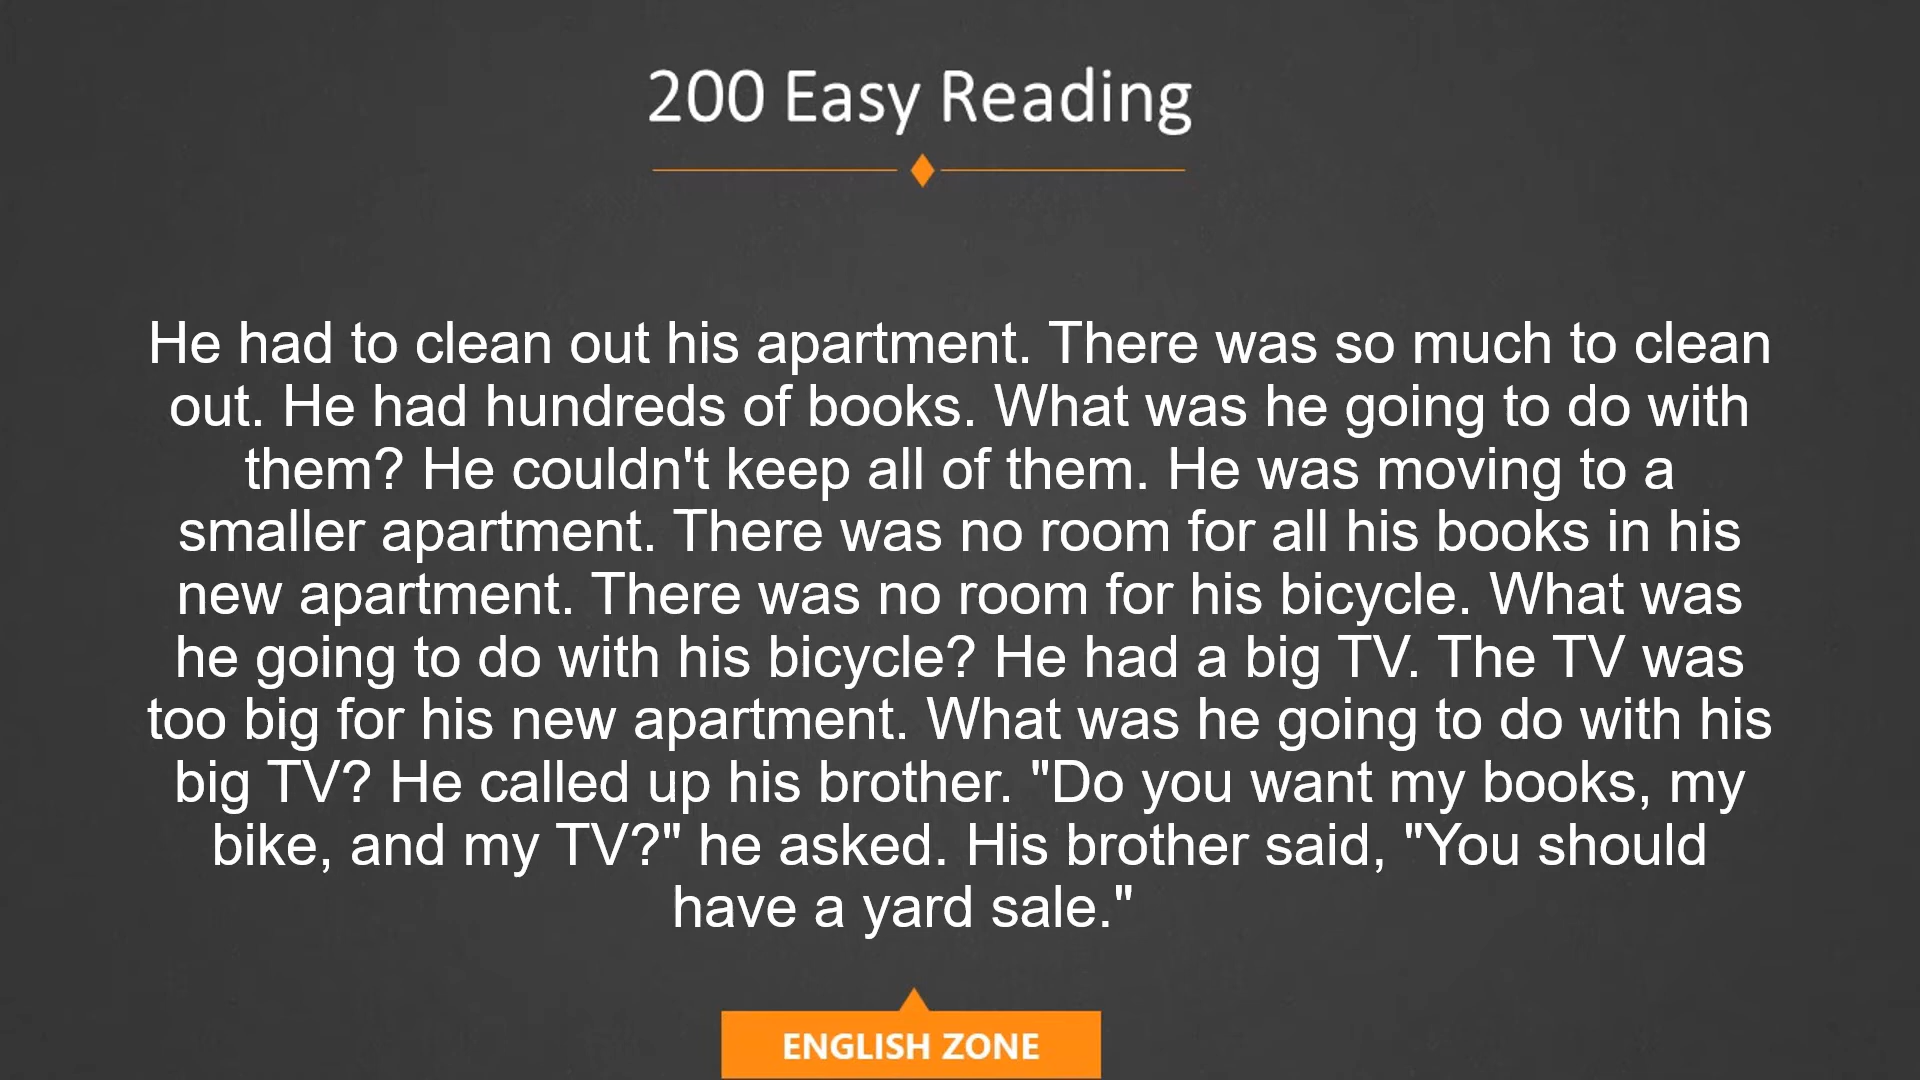 200 Easy Reading
He had to clean out his apartment. There was so much to clean
out. He had hundreds of books. What was he going to do with
them? He couldn't keep all of them. He was moving to a
smaller apartment. There was no room for all his books in his
new apartment. There was no room for his bicycle. What was
he going to do with his bicycle? He had a big TV. The TV was
too big for his new apartment. What was he going to do with his
big TV? He called up his brother. "Do you want my books, my
bike, and my TV?" he asked. His brother said, "You should
have a yard sale."
ENGLISH ZONE